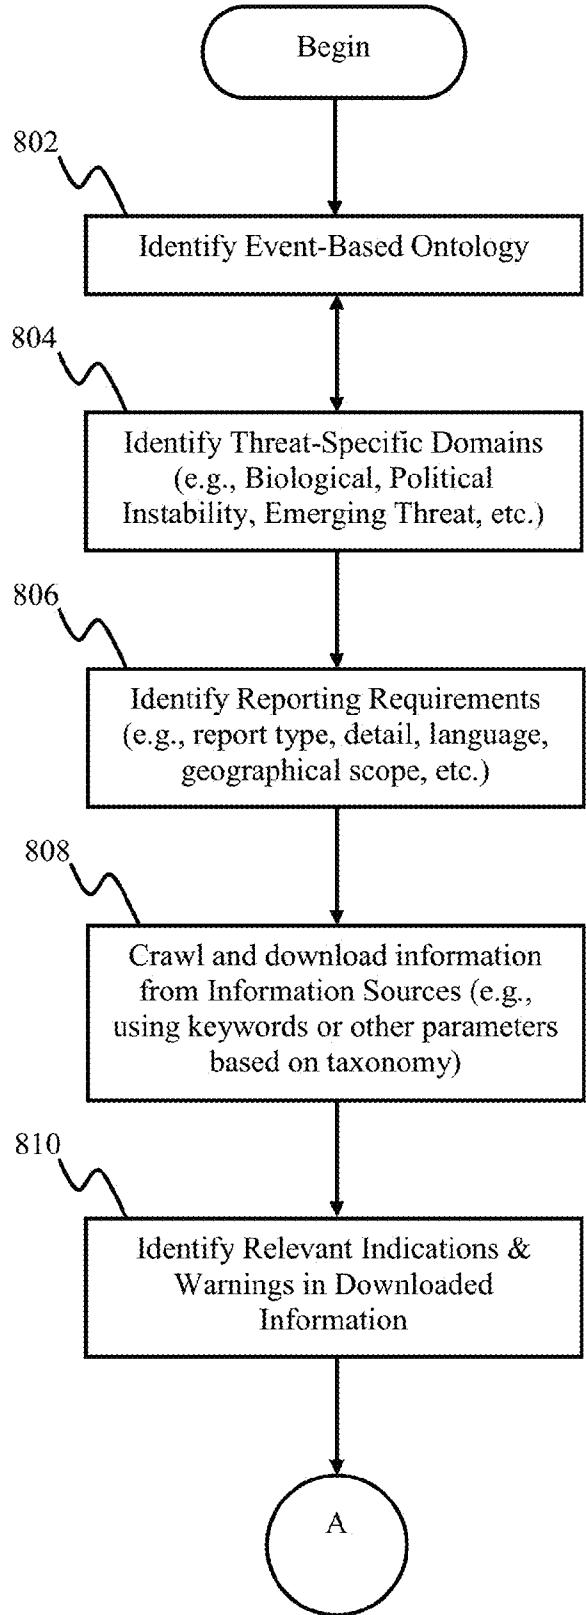 Begin
802
Identify Event-Based Ontology
804
Identify Threat-Specific Domains
(e.g., Biological, Political
Instability, Emerging Threat, etc.)
806
Identify Reporting Requirements
(e.g., report type, detail, language,
geographical scope, etc.)
808
Crawl and download information
from Information Sources (e.g.,
using keywords or other parameters
based on taxonomy)
810
Identify Relevant Indications &
Warnings in Downloaded
Information
A